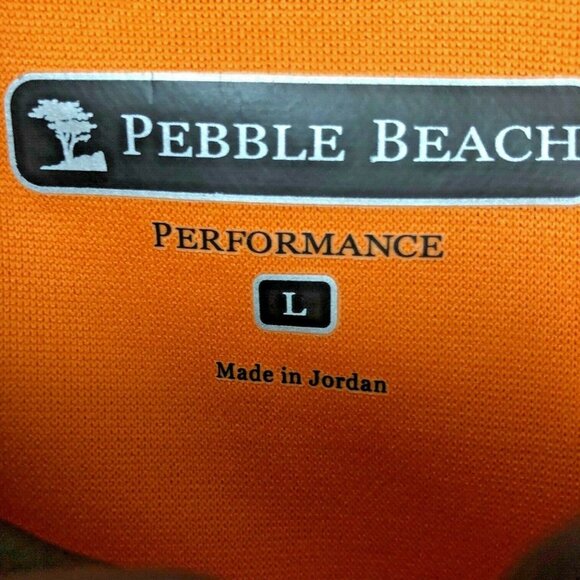 PEBBLE BEACH
PERFORMANCE
L
Made in Jordan